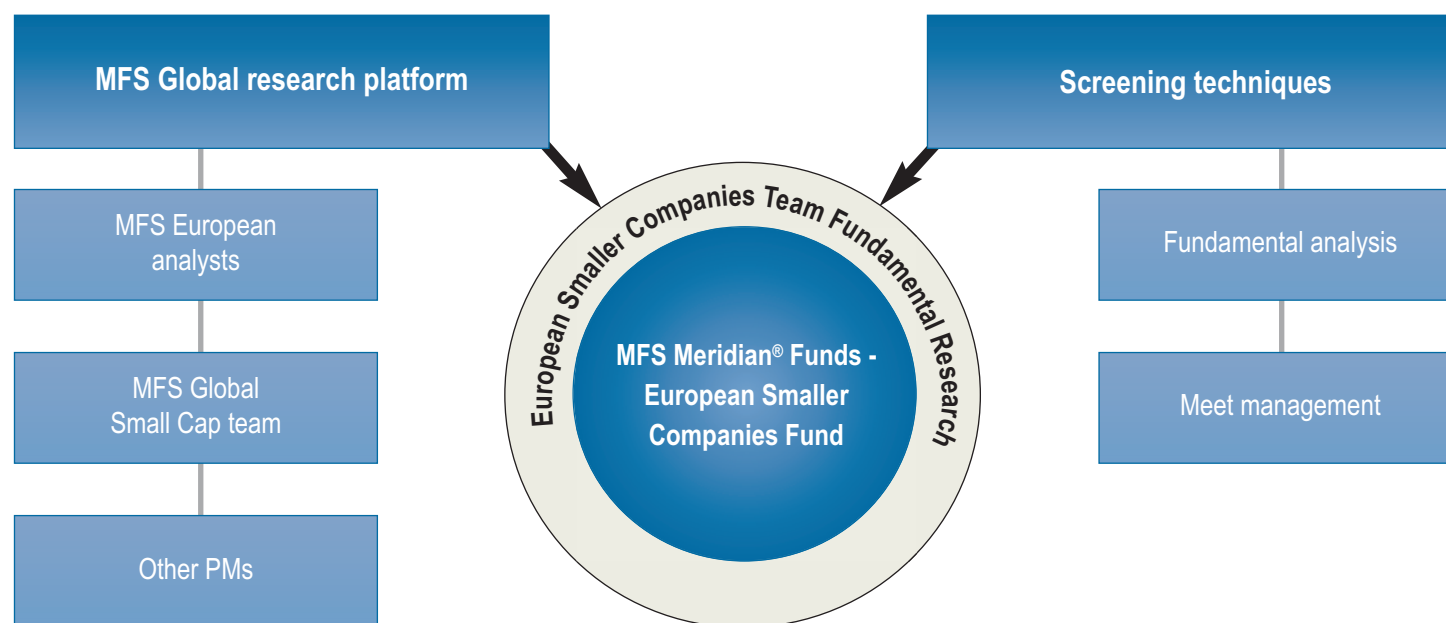 MFS Global research platform
MFS European
analysts
MFS Global
Small Cap team
Other PMs
European Smaller Companies Team Fundamental Research
MFS Meridian® Funds -
European Smaller
Companies Fund
Screening techniques
Fundamental analysis
Meet management